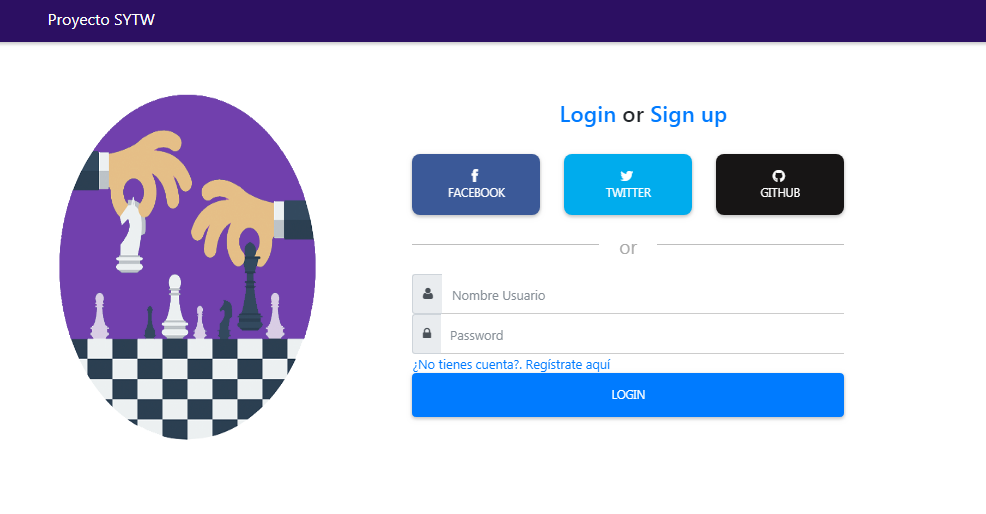 Proyecto SYTW
Login or Sign up
FACEBOOK
TWITTER
GITHUB
or
Nombre Usuario
Password
¿No tienes cuenta?. Regístrate aquí
LOGIN